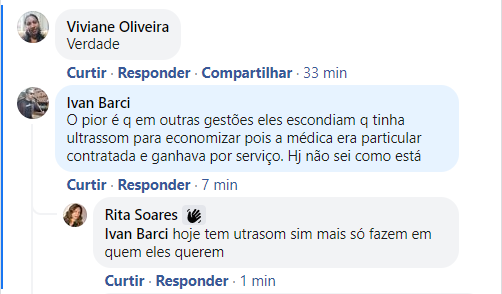 Viviane Oliveira
Verdade
Curtir · Responder · Compartilhar · 33 min
Ivan Barci
O pior é q em outras gestões eles escondiam q tinha
ultrassom para economizar pois a médica era particular
contratada e ganhava por serviço. Hj não sei como está
Curtir · Responder · 7 min
Rita Soares
Ivan Barci hoje tem utrasom sim mais só fazem em
quem eles querem
Curtir · Responder · 1 min